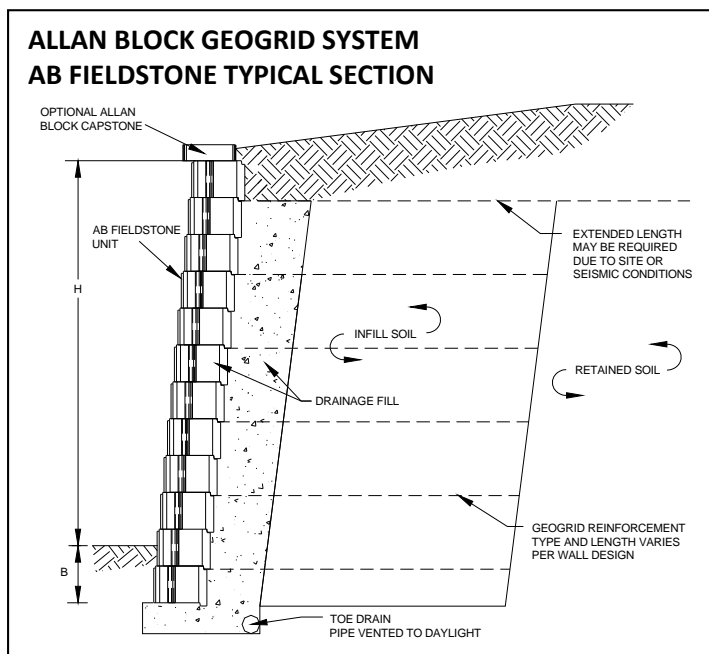 ALLAN BLOCK GEOGRID SYSTEM
AB FIELDSTONE TYPICAL SECTION
OPTIONAL ALLAN
BLOCK CAPSTONE
AB FIELDSTONE
UNIT
H
EXTENDED LENGTH
MAY BE REQUIRED
DUE TO SITE OR
SEISMIC CONDITIONS
INFILL SOIL
RETAINED SOIL
DRAINAGE FILL
GEOGRID REINFORCEMENT
TYPE AND LENGTH VARIES
PER WALL DESIGN
B
TOE DRAIN
PIPE VENTED TO DAYLIGHT